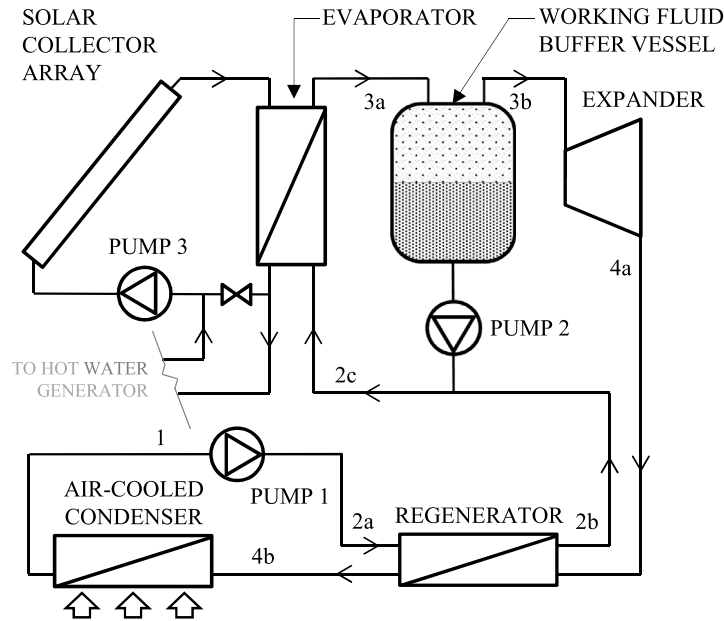 SOLAR
COLLECTOR
ARRAY
EVAPORATOR
WORKING FLUID
BUFFER VESSEL
3a
3b
EXPANDER
PUMP 3
4a
PUMP 2
TO HOT WATER
GENERATOR
2c
1
PUMP 1
AIR-COOLED
CONDENSER
2a
REGENERATOR
2b
4b